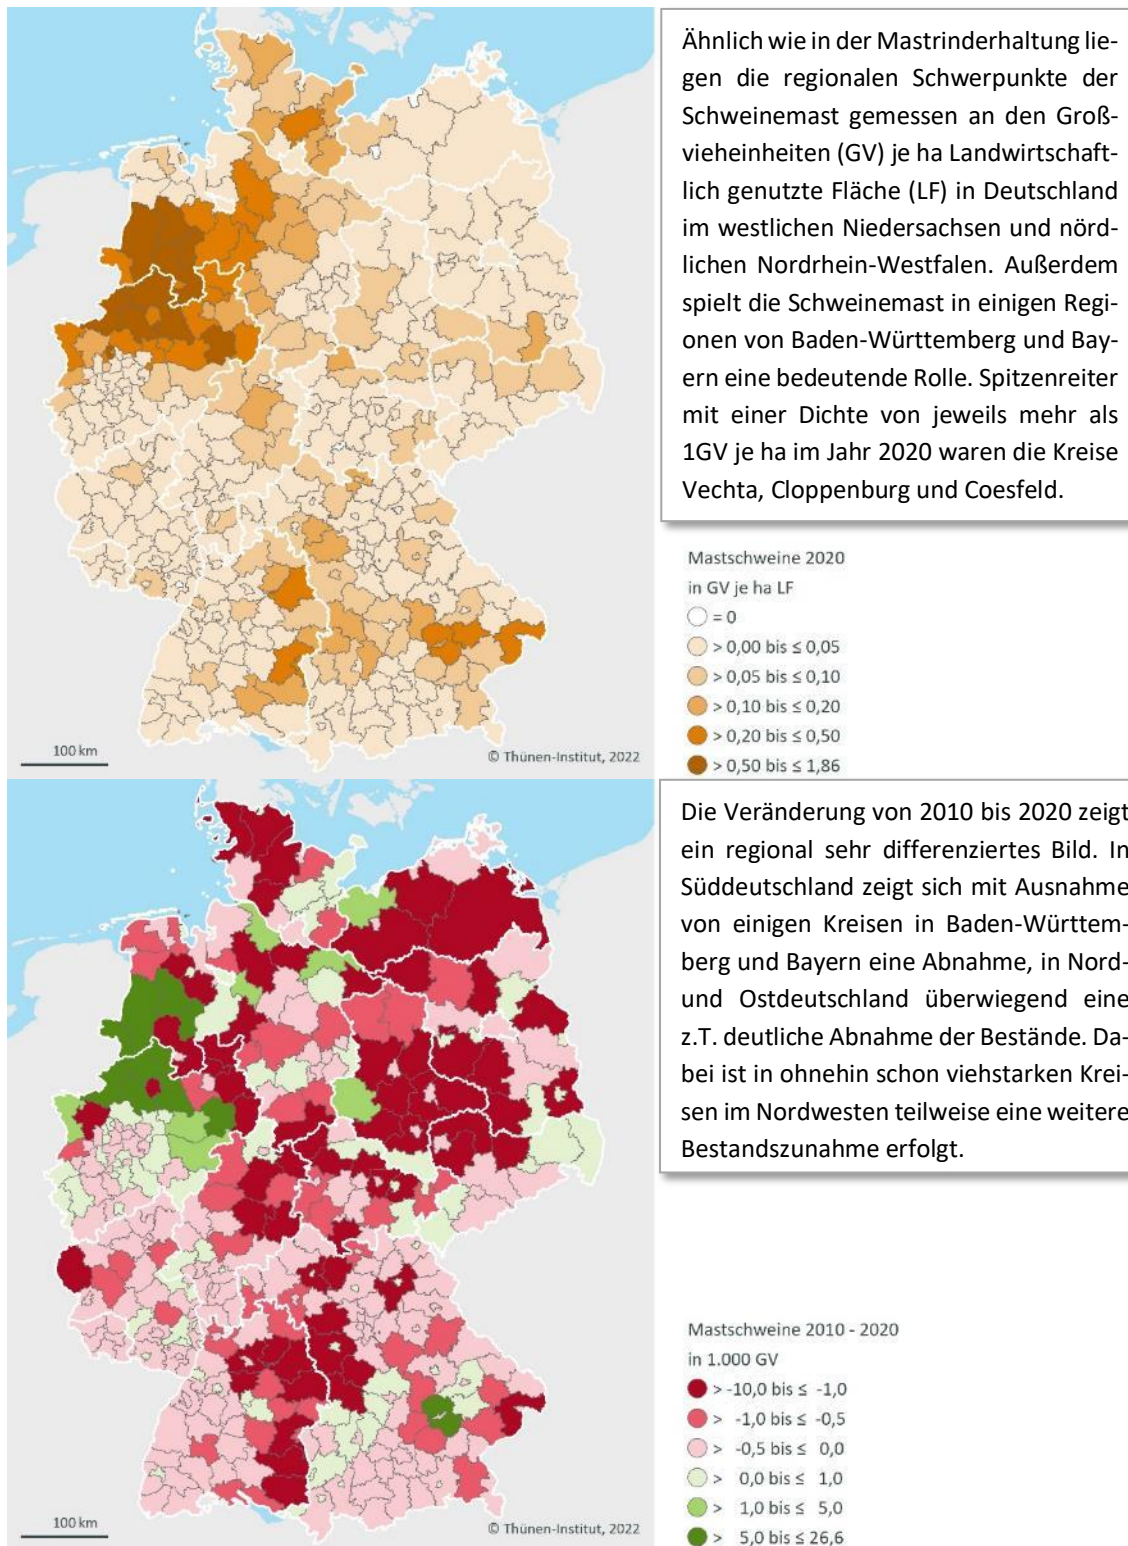 Ähnlich wie in der Mastrinderhaltung lie-
gen die regionalen Schwerpunkte der
Schweinemast gemessen an den Groß-
vieheinheiten (GV) je ha Landwirtschaft-
lich genutzte Fläche (LF) in Deutschland
im westlichen Niedersachsen und nörd-
lichen Nordrhein-Westfalen. Außerdem
spielt die Schweinemast in einigen Regi-
onen von Baden-Württemberg und Bay-
ern eine bedeutende Rolle. Spitzenreiter
mit einer Dichte von jeweils mehr als
1GV je ha im Jahr 2020 waren die Kreise
Vechta, Cloppenburg und Coesfeld.
Mastschweine 2020
in GV je ha LF
= 0
> 0,00 bis ≤ 0,05
> 0,05 bis ≤ 0,10
> 0,10 bis ≤ 0,20
> 0,20 bis ≤ 0,50
> 0,50 bis ≤ 1,86
100 km
© Thünen-Institut, 2022
Die Veränderung von 2010 bis 2020 zeigt
ein regional sehr differenziertes Bild. In
Süddeutschland zeigt sich mit Ausnahme
von einigen Kreisen in Baden-Württem-
berg und Bayern eine Abnahme, in Nord-
und Ostdeutschland überwiegend eine
z.T. deutliche Abnahme der Bestände. Da-
bei ist in ohnehin schon viehstarken Krei-
sen im Nordwesten teilweise eine weitere
Bestandszunahme erfolgt.
Mastschweine 2010 - 2020
in 1.000 GV
> -10,0 bis ≤ -1,0
> -1,0 bis ≤ -0,5
> -0,5 bis ≤ 0,0
> 0,0 bis ≤ 1,0
> 1,0 bis ≤ 5,0
> 5,0 bis ≤ 26,6
100 km
© Thünen-Institut, 2022